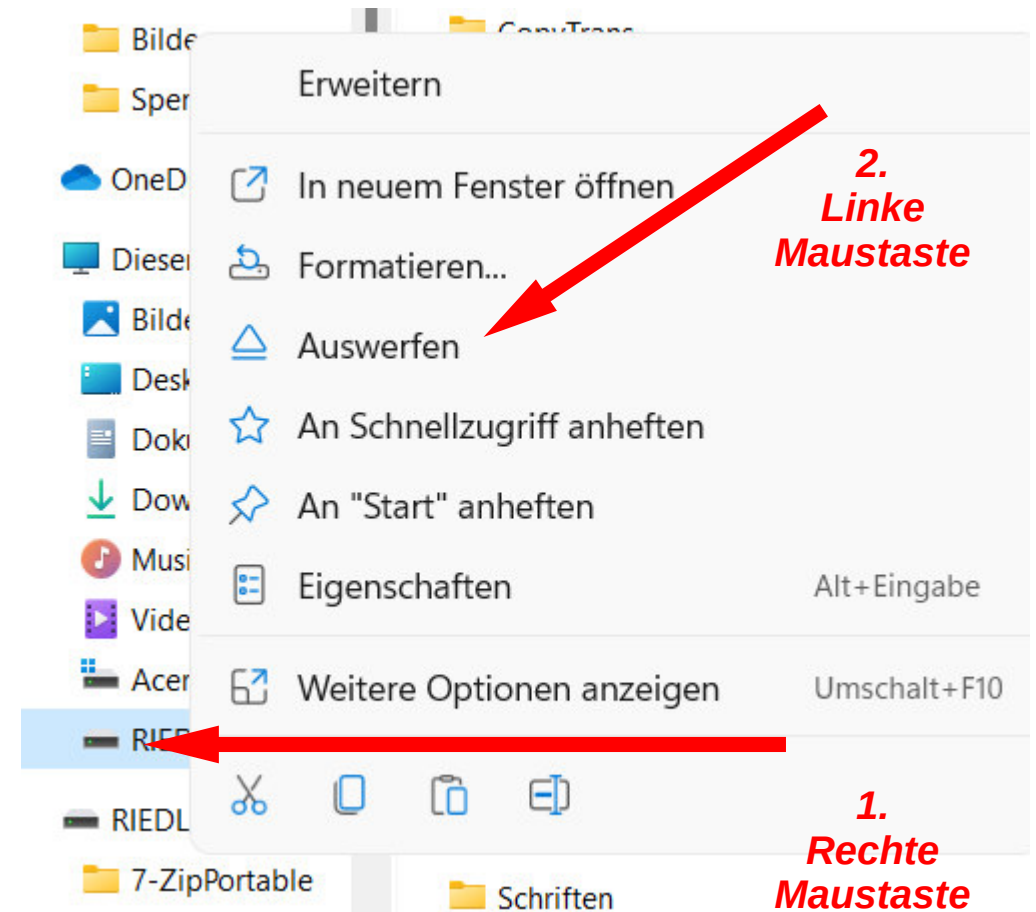 CopyTrans
Bilde
Erweitern
Sper
2.
Linke
Maustaste
OneD
In neuem Fenster öffnen
Dieser
Formatieren...
Bilde
Auswerfen
Desk
An Schnellzugriff anheften
Doku
An "Start" anheften
Dow
Musi
Eigenschaften Alt+Eingabe
Vide
Acer
Weitere Optionen anzeigen Umschalt+F10
RIED
RIEDL
1.
Rechte
Maustaste
7-ZipPortable
Schriften